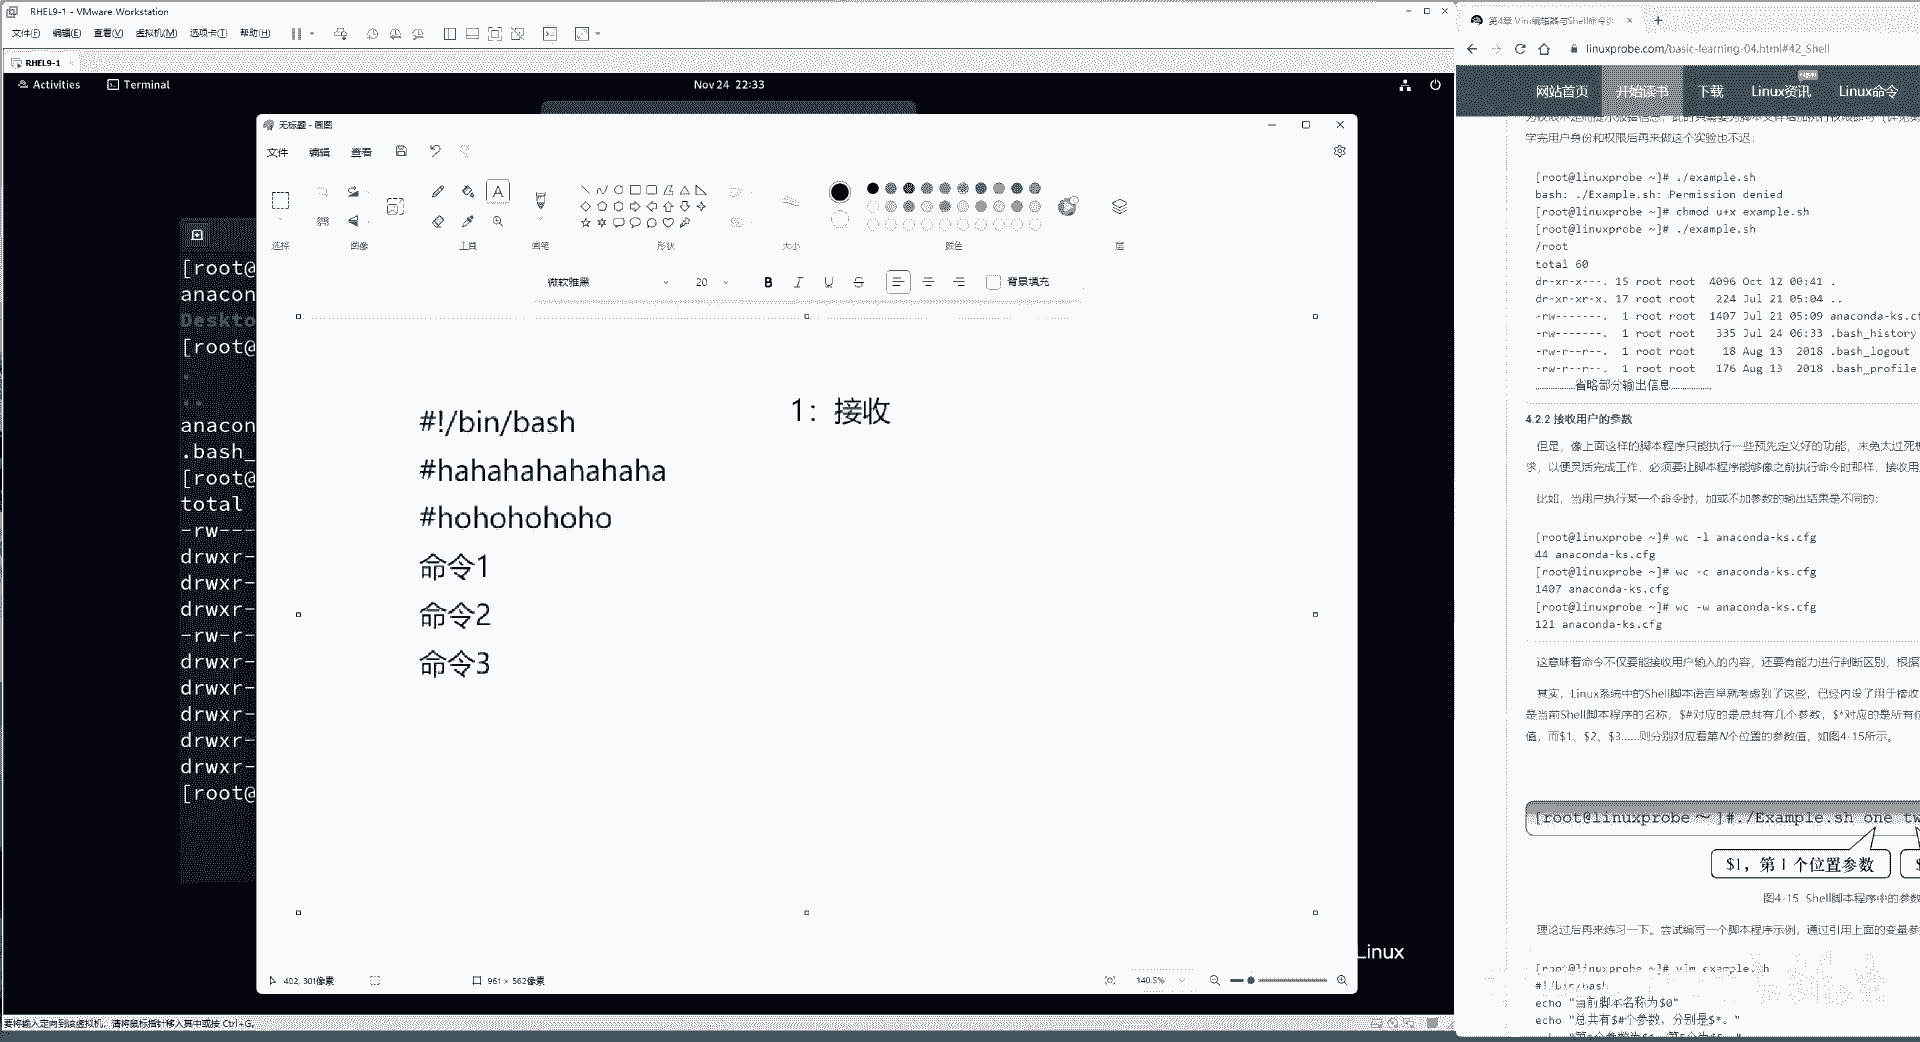 RHEL9-1 - VMware Workstation
文件(F) 编辑(E) 查看(V) 虚拟机(M) 选项卡(T) 帮助(H)
RHEL9-1
Activities
Terminal
Nov 24 22:33
[root@
anacon
Deskto
[root@
.
..
anacon
.bash_
[root@
total
-rw---
drwxr-
drwxr-
drwxr-
-rw-r-
drwxr-
drwxr-
drwxr-
drwxr-
drwxr-
[root@
无标题 - 画图
文件 编辑 查看
选择 图像 工具 画笔 形状 大小 颜色 层
微软雅黑 20 B I U S 背景填充
#!/bin/bash
#hahahahahahaha
#hohohohoho
命令1
命令2
命令3
1：接收
402, 301像素
961 × 562像素
140.5%
Linux
要将输入定向到该虚拟机，请将鼠标指针移入其中或按 Ctrl+G。
第4章 Vim编辑器与Shell命令
linuxprobe.com/basic-learning-04.html#42_Shell
网站首页 开始读书 下载 Linux资讯 Linux命令
学完用户身份和权限后再来做这个实验也不迟：
[root@linuxprobe ~]# ./example.sh
bash: ./Example.sh: Permission denied
[root@linuxprobe ~]# chmod u+x example.sh
[root@linuxprobe ~]# ./example.sh
/root
total 60
dr-xr-x---. 15 root root 4096 Oct 12 00:41 .
dr-xr-xr-x. 17 root root 224 Jul 21 05:04 ..
-rw-------. 1 root root 1407 Jul 21 05:09 anaconda-ks.cf
-rw-------. 1 root root 335 Jul 24 06:33 .bash_history
-rw-r--r--. 1 root root 18 Aug 13 2018 .bash_logout
-rw-r--r--. 1 root root 176 Aug 13 2018 .bash_profile
………………省略部分输出信息………………
4.2.2 接收用户的参数
但是，像上面这样的脚本程序只能执行一些预先定义好的功能，未免太过死
求，以便灵活完成工作，必须要让脚本程序能够像之前执行命令时那样，接收用
比如，当用户执行某一个命令时，加或不加参数的输出结果是不同的：
[root@linuxprobe ~]# wc -l anaconda-ks.cfg
44 anaconda-ks.cfg
[root@linuxprobe ~]# wc -c anaconda-ks.cfg
1407 anaconda-ks.cfg
[root@linuxprobe ~]# wc -w anaconda-ks.cfg
121 anaconda-ks.cfg
这意味着命令不仅要能接收用户输入的内容，还要有能力进行判断区别，根据
其实，Linux系统中的Shell脚本语言早就考虑到了这些，已经内设了用于接收
是当前Shell脚本程序的名称，$#对应的是总共有几个参数，$*对应的是所有位
值，而$1、$2、$3……则分别对应着第N个位置的参数值，如图4-15所示。
[root@linuxprobe ~ ]#./Example.sh one tw
$1，第 1 个位置参数
$
图4-15 Shell脚本程序中的参数
理论过后再来练习一下。尝试编写一个脚本程序示例，通过引用上面的变量参
[root@linuxprobe ~]# vim example.sh
#!/bin/bash
echo "当前脚本名称为$0"
echo "总共有$#个参数，分别是$*。"